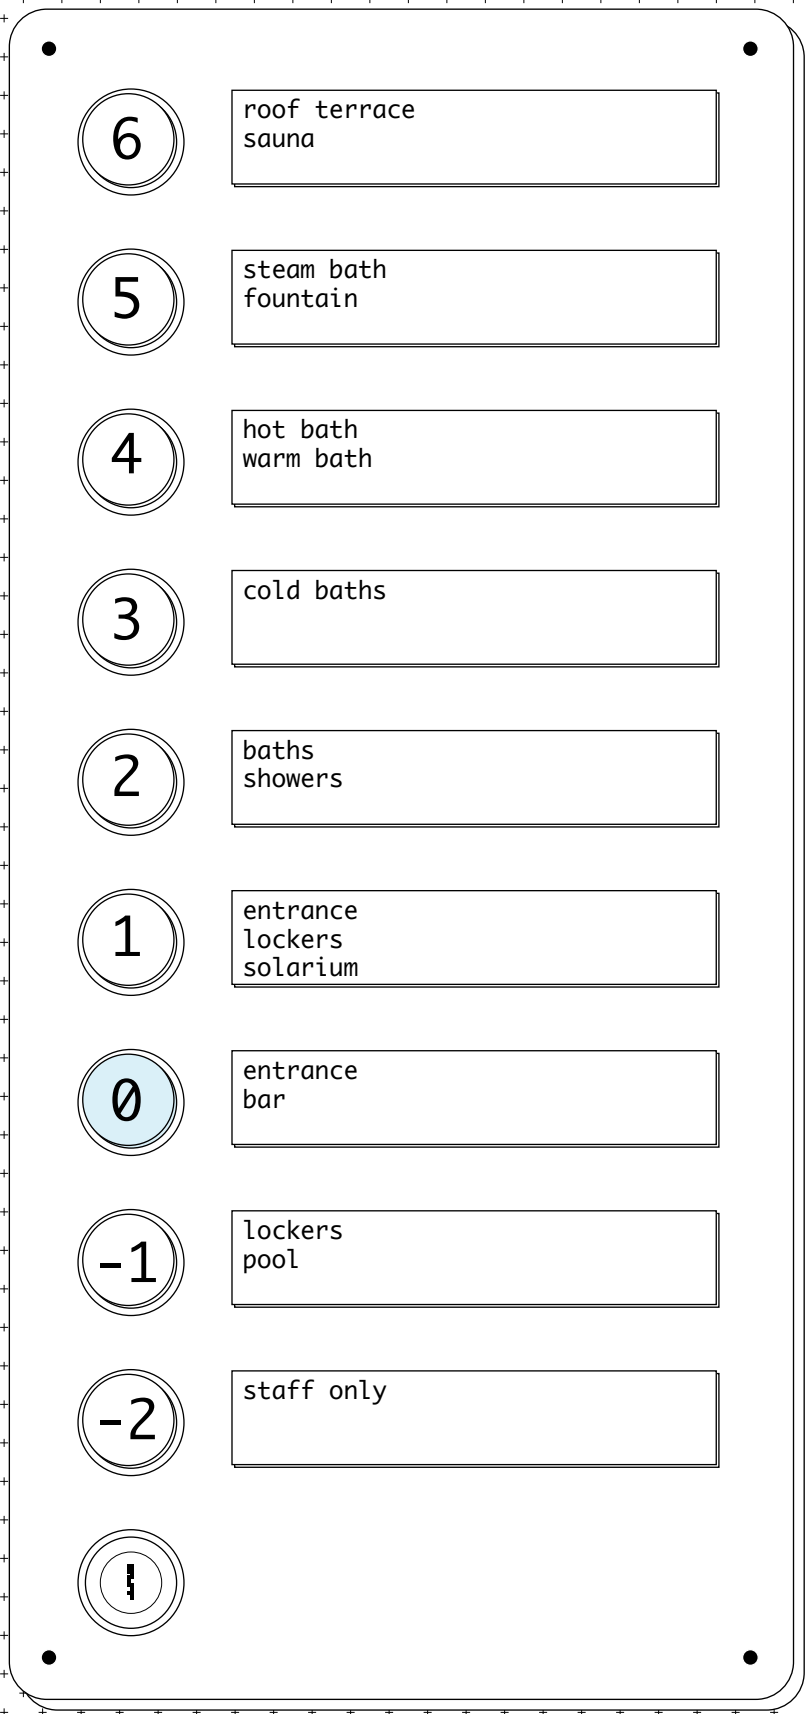 6
roof terrace
sauna
5
steam bath
fountain
4
hot bath
warm bath
3
cold baths
2
baths
showers
1
entrance
lockers
solarium
0
entrance
bar
-1
lockers
pool
-2
staff only